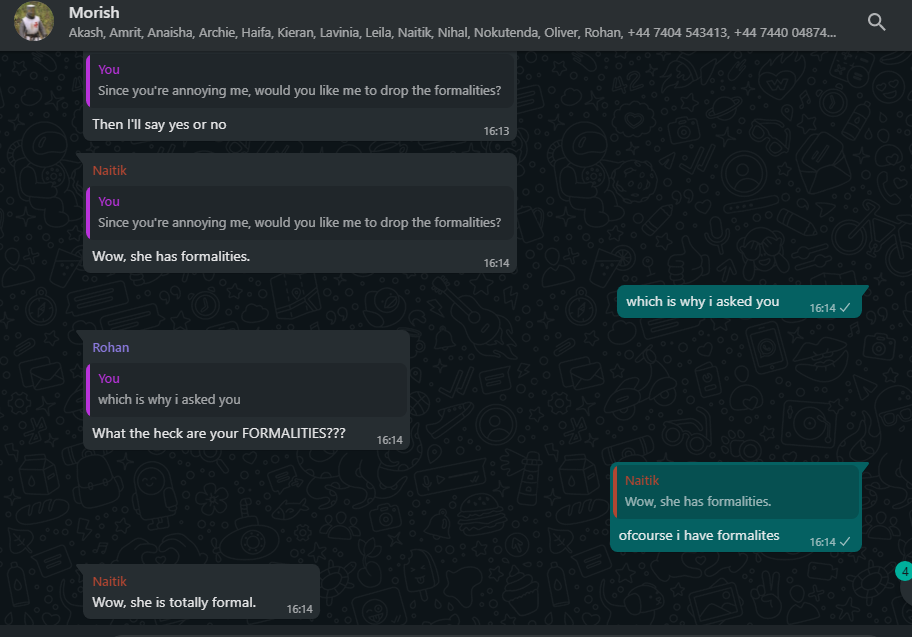 Morish
Akash, Amrit, Anaisha, Archie, Haifa, Kieran, Lavinia, Leila, Naitik, Nihal, Nokutenda, Oliver, Rohan, +44 7404 543413, +44 7440 04874...
You
Since you're annoying me, would you like me to drop the formalities?
Then I'll say yes or no
16:13
Naitik
You
Since you're annoying me, would you like me to drop the formalities?
Wow, she has formalities.
16:14
which is why i asked you
16:14
Rohan
You
which is why i asked you
What the heck are your FORMALITIES???
16:14
Naitik
Wow, she has formalities.
ofcourse i have formalites
16:14
4
Naitik
Wow, she is totally formal.
16:14